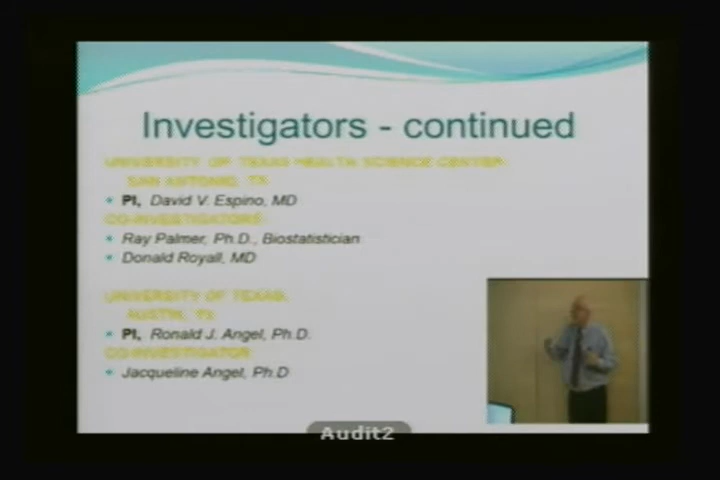 Investigators - continued
UNIVERSITY OF TEXAS HEALTH SCIENCE CENTER
SAN ANTONIO, TX
• PI, David V. Espino, MD
CO-INVESTIGATORS
• Ray Palmer, Ph.D., Biostatistician
• Donald Royall, MD
UNIVERSITY OF TEXAS,
AUSTIN, TX
• PI, Ronald J. Angel, Ph.D.
CO-INVESTIGATOR
• Jacqueline Angel, Ph.D
Audit2